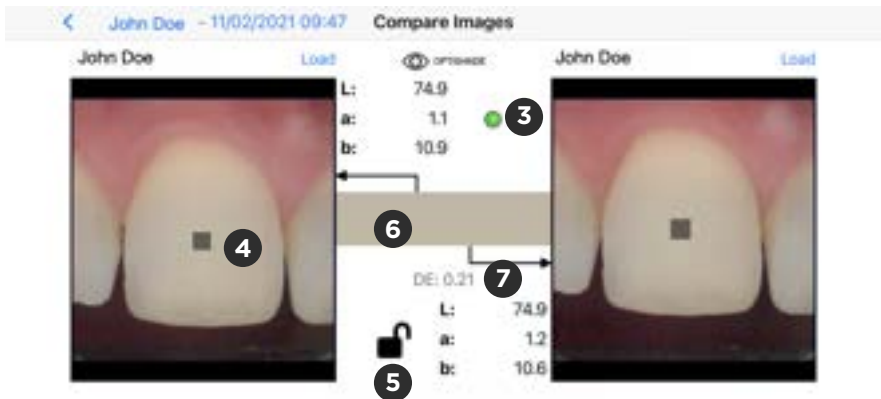 John Doe - 11/02/2021 09:47 Compare Images
John Doe Load
OPTISHADE
John Doe Load
L: 74.9
a: 1.1
3
b: 10.9
4
6
DE: 0.21
7
L: 74.9
a: 1.2
b: 10.6
5